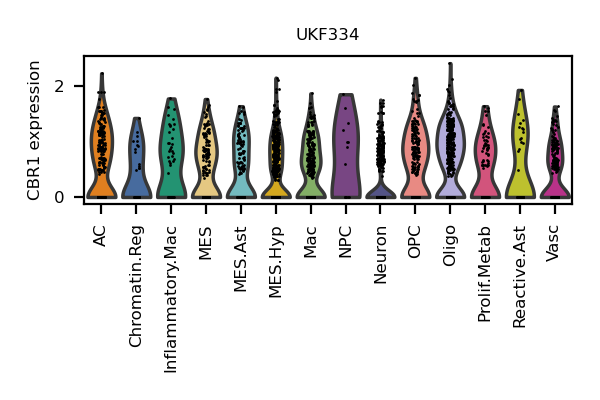 UKF334
CBR1 expression
2
0
AC
Chromatin.Reg
Inflammatory.Mac
MES
MES.Ast
MES.Hyp
Mac
NPC
Neuron
OPC
Oligo
Prolif.Metab
Reactive.Ast
Vasc